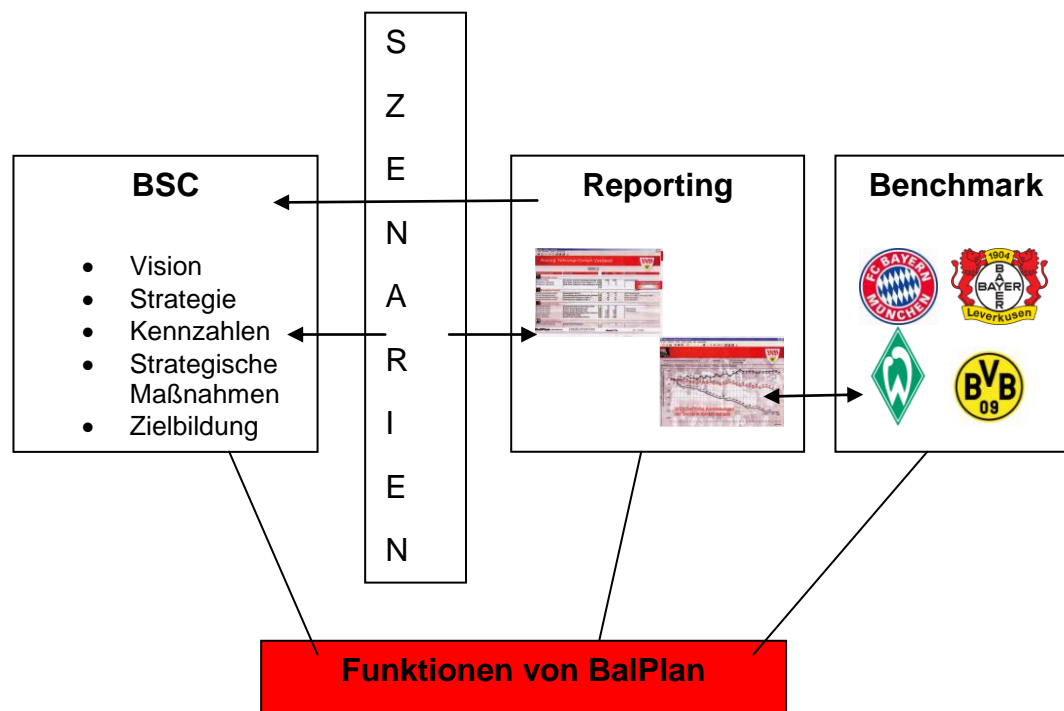 S
Z
E
N
A
R
I
E
N
BSC
• Vision
• Strategie
• Kennzahlen
• Strategische
Maßnahmen
• Zielbildung
Reporting
Benchmark
FC BAYERN
MÜNCHEN
1904
BAYER
BAYER
Leverkusen
W
BVB
09
Funktionen von BalPlan